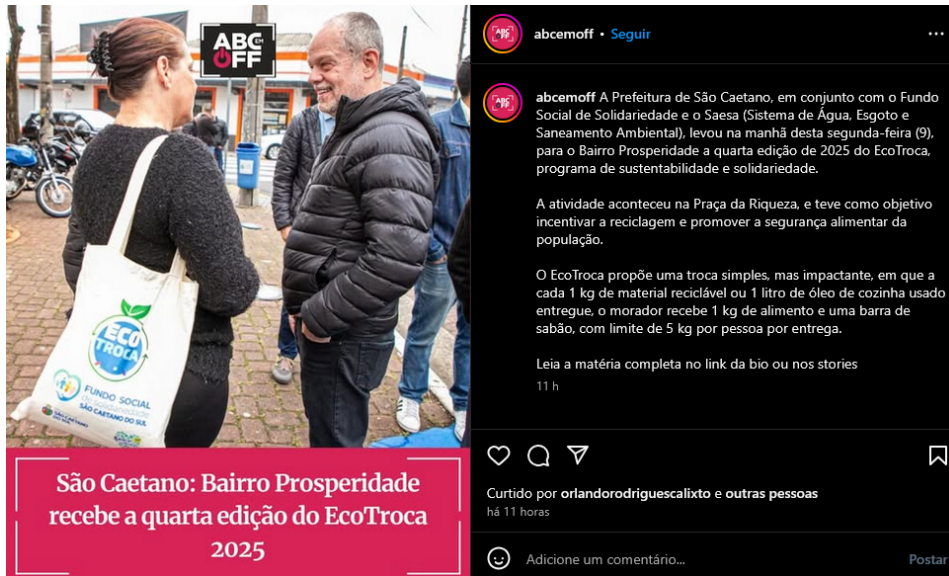 ABC EM
OFF
ECO
TROCA
FUNDO SOCIAL
de solidariedade
SÃO CAETANO DO SUL
São Caetano: Bairro Prosperidade
recebe a quarta edição do EcoTroca
2025
abcemoff • Seguir
abcemoff A Prefeitura de São Caetano, em conjunto com o Fundo
Social de Solidariedade e o Saesa (Sistema de Água, Esgoto e
Saneamento Ambiental), levou na manhã desta segunda-feira (9),
para o Bairro Prosperidade a quarta edição de 2025 do EcoTroca,
programa de sustentabilidade e solidariedade.
A atividade aconteceu na Praça da Riqueza, e teve como objetivo
incentivar a reciclagem e promover a segurança alimentar da
população.
O EcoTroca propõe uma troca simples, mas impactante, em que a
cada 1 kg de material reciclável ou 1 litro de óleo de cozinha usado
entregue, o morador recebe 1 kg de alimento e uma barra de
sabão, com limite de 5 kg por pessoa por entrega.
Leia a matéria completa no link da bio ou nos stories
11 h
Curtido por orlandorodriguescalixto e outras pessoas
há 11 horas
Adicione um comentário...
Postar